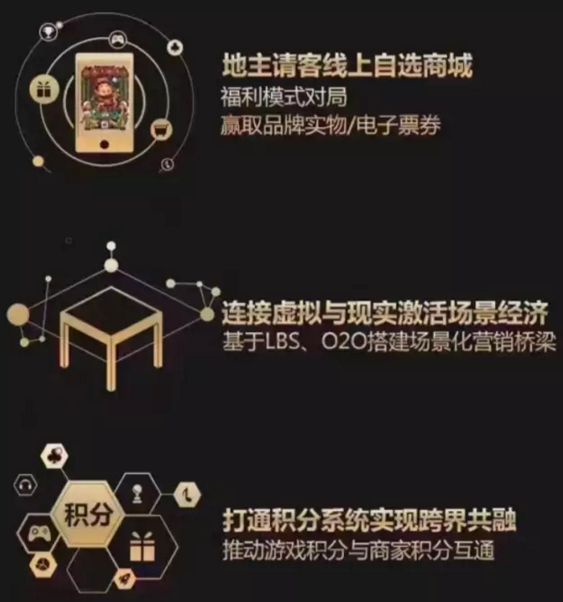 地主请客线上自选商城
福利模式对局
赢取品牌实物/电子票券
连接虚拟与现实激活场景经济
基于LBS、O2O搭建场景化营销桥梁
积分
打通积分系统实现跨界共融
推动游戏积分与商家积分互通